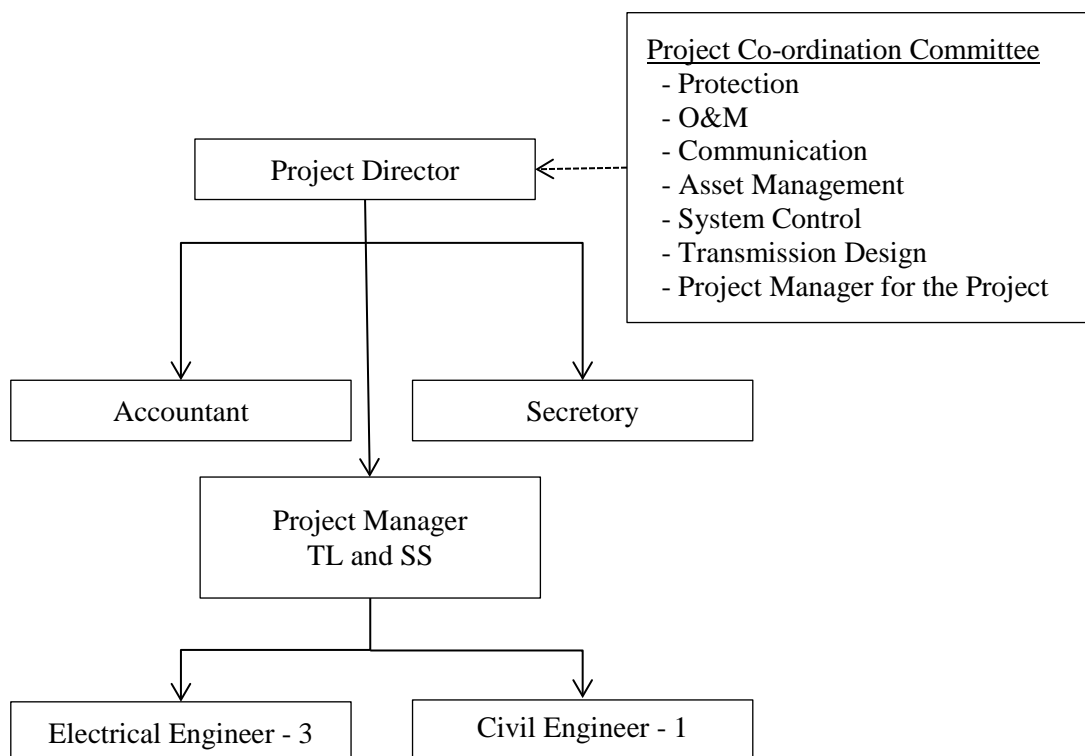 Project Co-ordination Committee
- Protection
- O&M
- Communication
- Asset Management
- System Control
- Transmission Design
- Project Manager for the Project
Project Director
Accountant
Secretory
Project Manager
TL and SS
Electrical Engineer - 3
Civil Engineer - 1